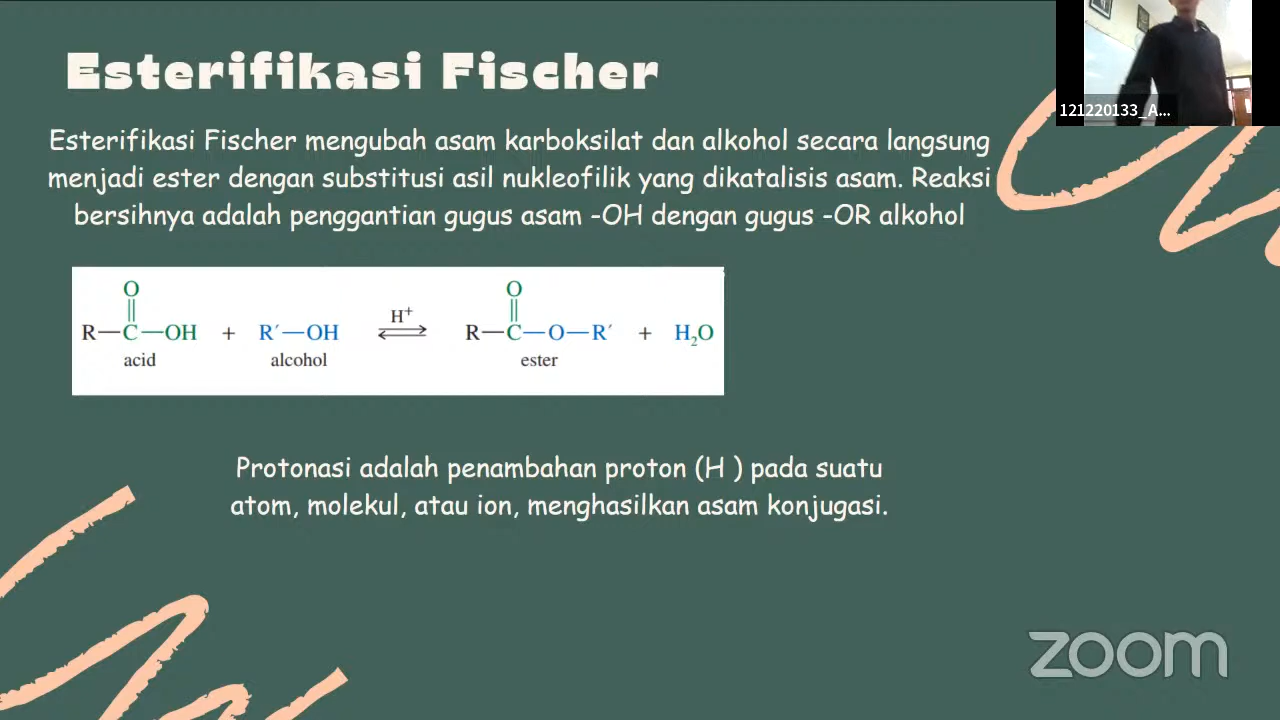 Esterifikasi Fischer
121220133_A...
Esterifikasi Fischer mengubah asam karboksilat dan alkohol secara langsung
menjadi ester dengan substitusi asil nukleofilik yang dikatalisis asam. Reaksi
bersihnya adalah penggantian gugus asam -OH dengan gugus -OR alkohol
O O
R—C—OH + R′—OH H⁺ ⇌ R—C—O—R′ + H₂O
acid alcohol ester
Protonasi adalah penambahan proton (H ) pada suatu
atom, molekul, atau ion, menghasilkan asam konjugasi.
zoom